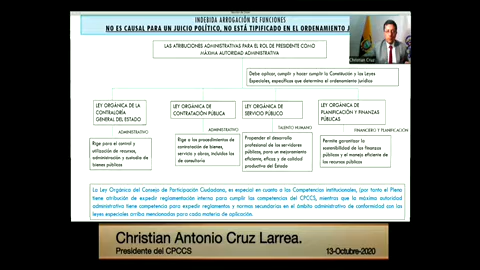 INDEBIDA ARROGACIÓN DE FUNCIONES
NO ES CAUSAL PARA UN JUICIO POLÍTICO, NO ESTÁ TIPIFICADO EN EL ORDENAMIENTO J
Christian Cruz
LAS ATRIBUCIONES ADMINISTRATIVAS PARA EL ROL DE PRESIDENTE COMO
MÁXIMA AUTORIDAD ADMINISTRATIVA
Debe aplicar, cumplir y hacer cumplir la Constitución y las Leyes
Especiales, específicas que determina el ordenamiento jurídico
LEY ORGÁNICA DE LA
CONTRALORÍA
GENERAL DEL ESTADO
ADMINISTRATIVO
Rige para el control y
utilización de recursos,
administración y custodia de
bienes públicos
LEY ORGÁNICA DE
CONTRATACION PÚBLICA
ADMINISTRATIVO
Rige a los procedimientos de
contratación de bienes,
servicio y obras, incluidos los
de consultoría
LEY ORGÁNICA DE
SERVICIO PÚBLICO
TALENTO HUMANO
Propender el desarrollo
profesional de los servidores
públicos, para un mejoramiento
eficiente, eficaz y de calidad
productiva del Estado
LEY ORGÁNICA DE
PLANIFICACIÓN Y FINANZAS
PÚBLICAS
FINANCIERO Y PLANIFICACIÓN
Permite garantizar la
sostenibilidad de las finanzas
públicas y el manejo eficiente de
los recursos públicos
La Ley Orgánica del Consejo de Participación Ciudadana, es especial en cuanto a las Competencias institucionales, (por tanto el Pleno
tiene atribución de expedir reglamentación interna para cumplir las competencias del CPCCS, mientras que la máxima autoridad
administrativa tiene competencia para expedir reglamentos y normas secundarias en el ámbito administrativo de conformidad con las
leyes especiales arriba mencionadas para cada materia de aplicación.
Christian Antonio Cruz Larrea.
Presidente del CPCCS
13-Octubre-2020